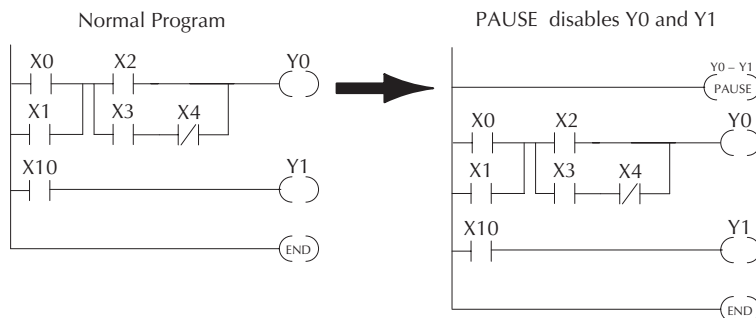 Normal Program
X0 X2 Y0
X1 X3 X4
X10 Y1
END
PAUSE disables Y0 and Y1
Y0 – Y1
PAUSE
X0 X2 Y0
X1 X3 X4
X10 Y1
END